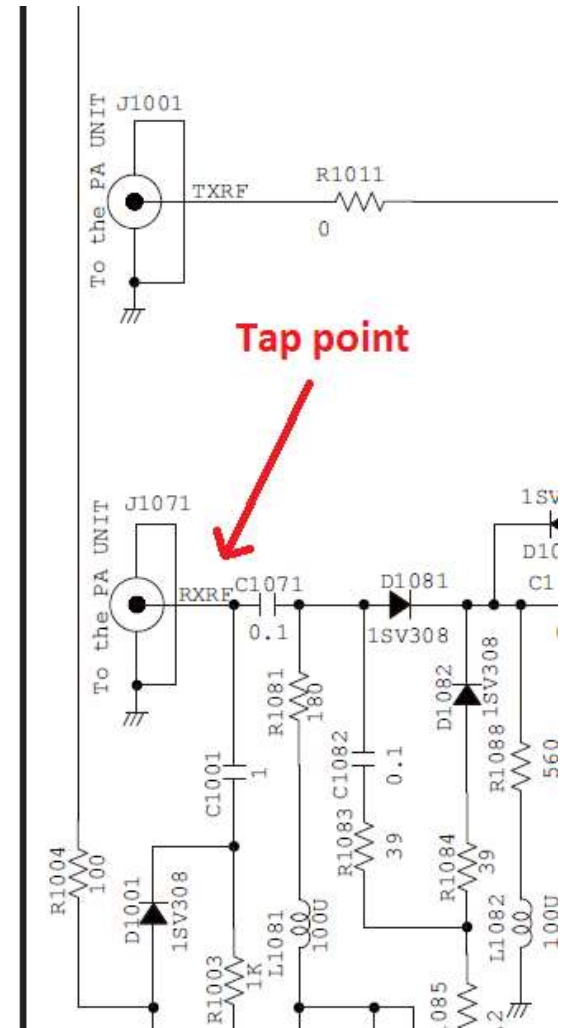 J1001
To the PA UNIT
TXRF
R1011
0
Tap point
J1071
To the PA UNIT
RXRF
C1071
0.1
D1081
1SV308
1SV
D10
C1
R1081
180
C1082
0.1
D1082
1SV308
R1088
560
C1001
1
R1083
39
R1084
39
R1004
100
D1001
1SV308
R1003
1K
L1081
100U
L1082
100U
085
2